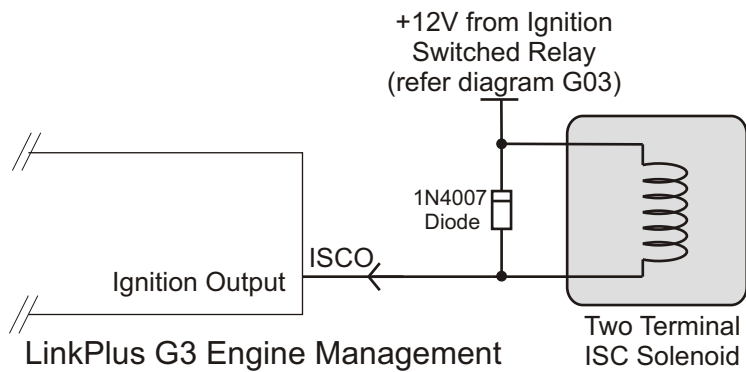 +12V from Ignition
Switched Relay
(refer diagram G03)
1N4007
Diode
ISCO
Ignition Output
LinkPlus G3 Engine Management
Two Terminal
ISC Solenoid